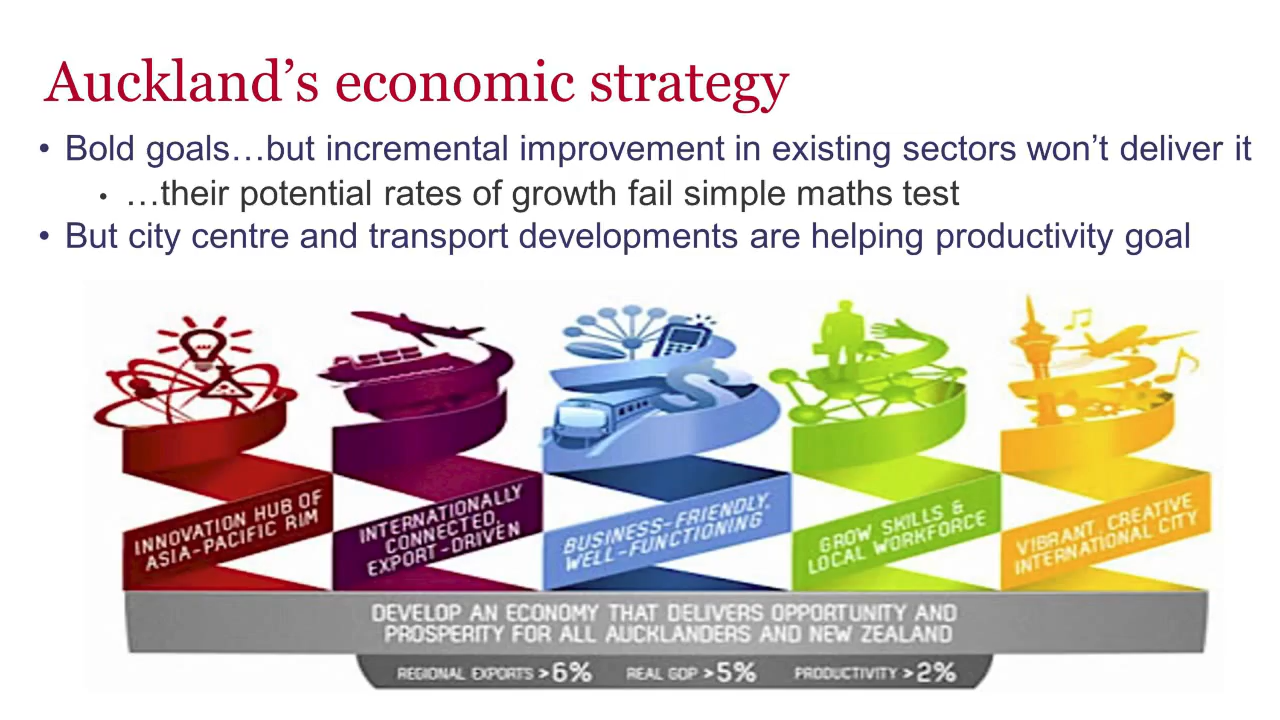 Auckland’s economic strategy
• Bold goals…but incremental improvement in existing sectors won’t deliver it
• …their potential rates of growth fail simple maths test
• But city centre and transport developments are helping productivity goal
INNOVATION HUB OF
ASIA-PACIFIC RIM
INTERNATIONALLY
CONNECTED,
EXPORT-DRIVEN
BUSINESS-FRIENDLY,
WELL-FUNCTIONING
GROW SKILLS &
LOCAL WORKFORCE
VIBRANT, CREATIVE
INTERNATIONAL CITY
DEVELOP AN ECONOMY THAT DELIVERS OPPORTUNITY AND
PROSPERITY FOR ALL AUCKLANDERS AND NEW ZEALAND
REGIONAL EXPORTS >6% REAL GDP >5% PRODUCTIVITY >2%